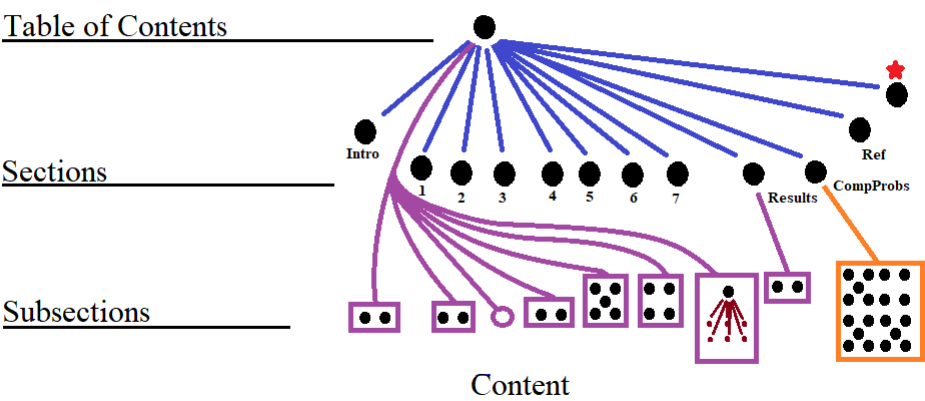 Table of Contents
Intro
Ref
Sections
1 2 3 4 5 6 7
Results
CompProbs
Subsections
Content